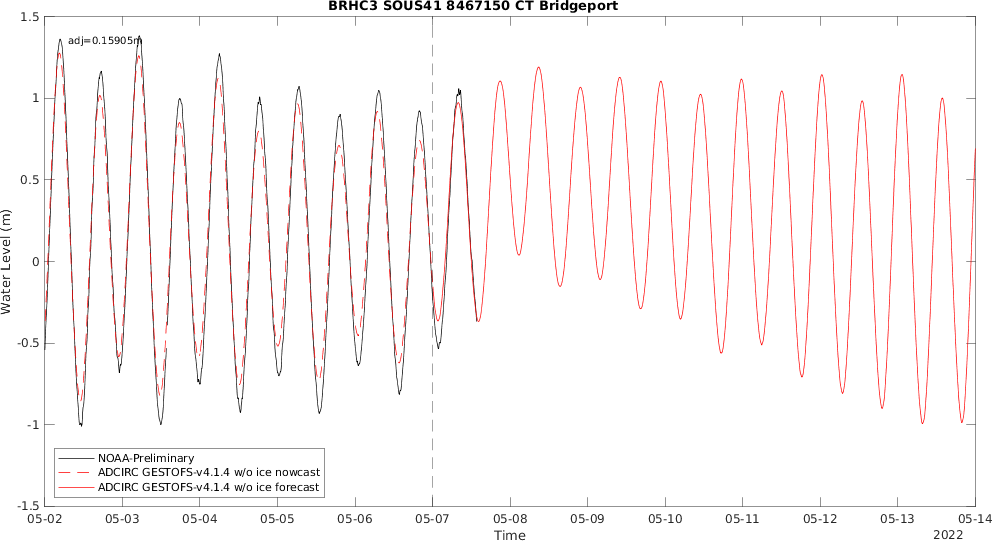 BRHC3 SOUS41 8467150 CT Bridgeport
adj=0.15905m
1.5
1
0.5
0
-0.5
-1
-1.5
Water Level (m)
NOAA-Preliminary
ADCIRC GESTOFS-v4.1.4 w/o ice nowcast
ADCIRC GESTOFS-v4.1.4 w/o ice forecast
05-02 05-03 05-04 05-05 05-06 05-07 05-08 05-09 05-10 05-11 05-12 05-13 05-14
Time
2022